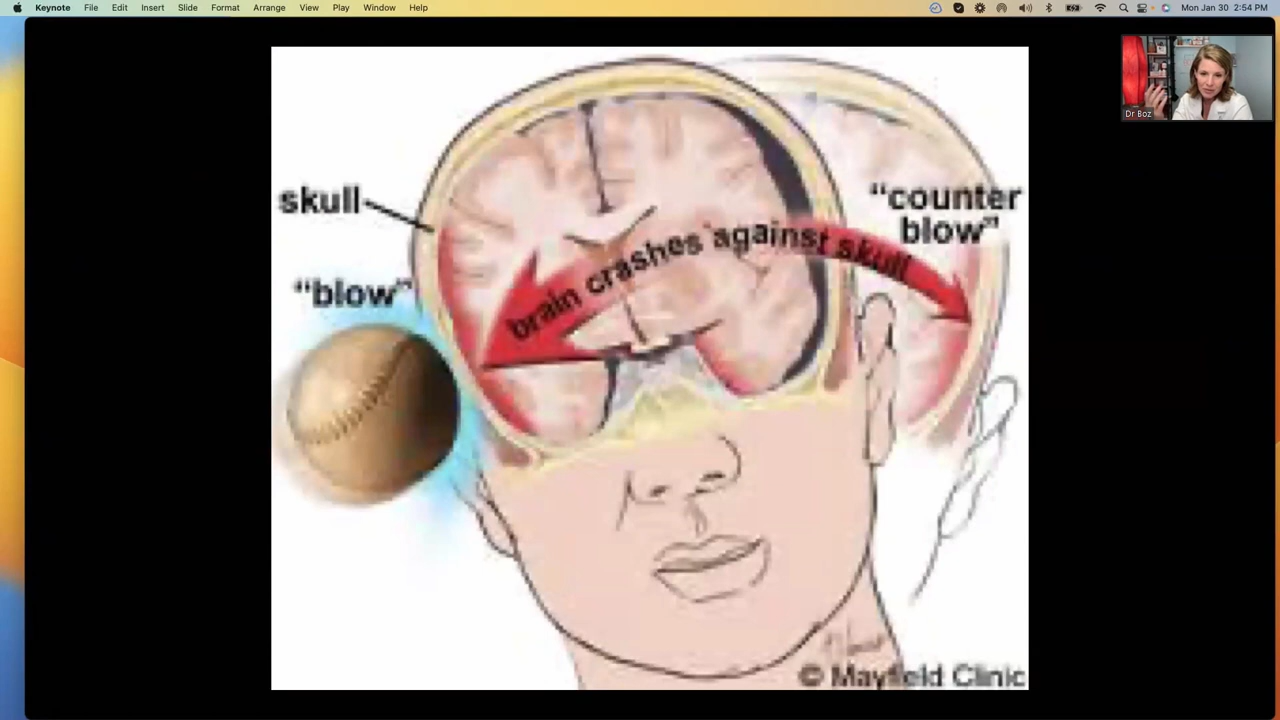 Keynote File Edit Insert Slide Format Arrange View Play Window Help
Mon Jan 30 2:54 PM
Dr Boz
skull
"counter
blow"
"blow"
brain crashes against skull
© Mayfield Clinic